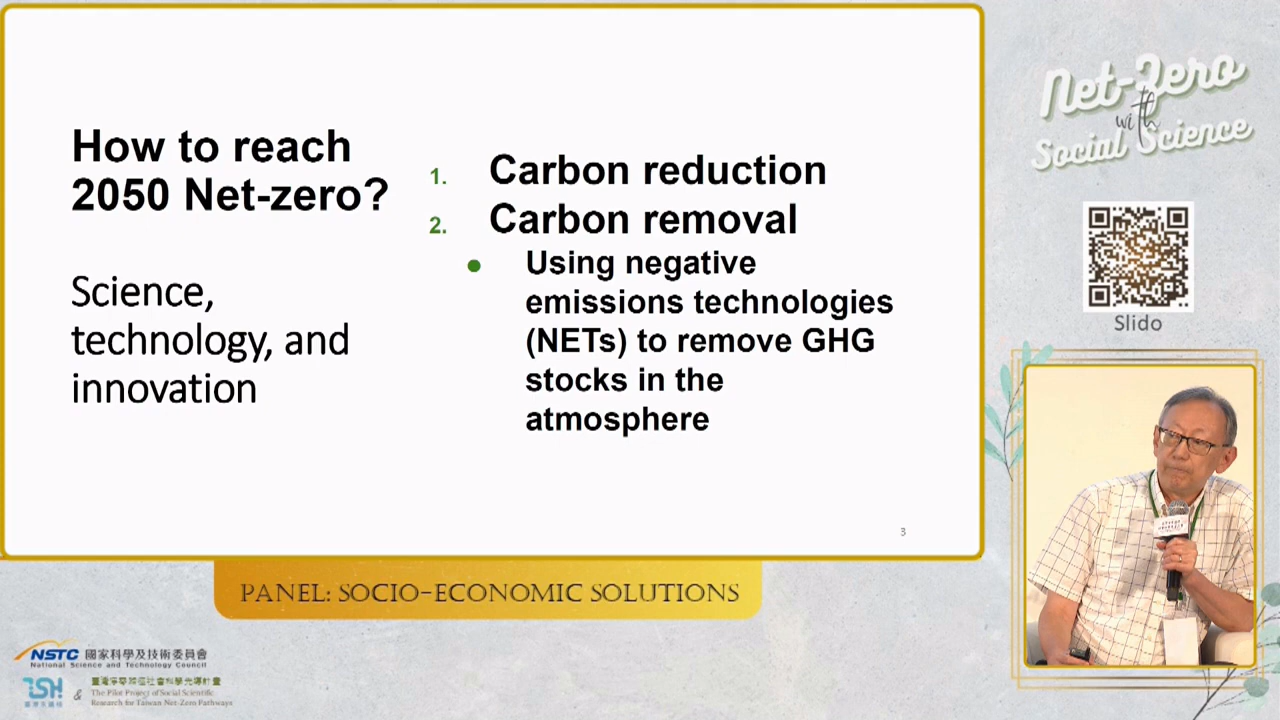 How to reach
2050 Net-zero?
Science,
technology, and
innovation
1. Carbon reduction
2. Carbon removal
● Using negative
emissions technologies
(NETs) to remove GHG
stocks in the
atmosphere
3
Net-Zero
with
Social Science
Slido
PANEL: SOCIO-ECONOMIC SOLUTIONS
NSTC 國家科學及技術委員會
National Science and Technology Council
&
The Pilot Project of Social Scientific
Research for Taiwan Net-Zero Pathways